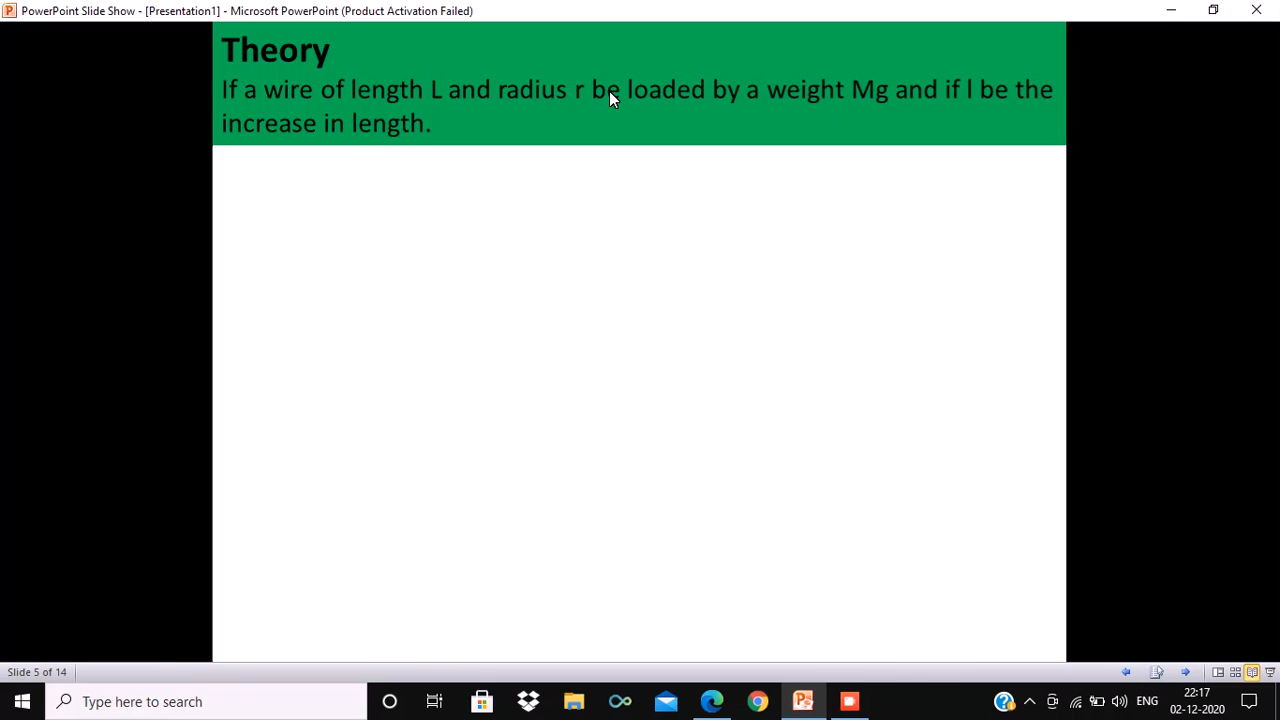 PowerPoint Slide Show - [Presentation1] - Microsoft PowerPoint (Product Activation Failed)
Theory
If a wire of length L and radius r be loaded by a weight Mg and if l be the
increase in length.
Slide 5 of 14
Type here to search
ENG
22:17
02-12-2020